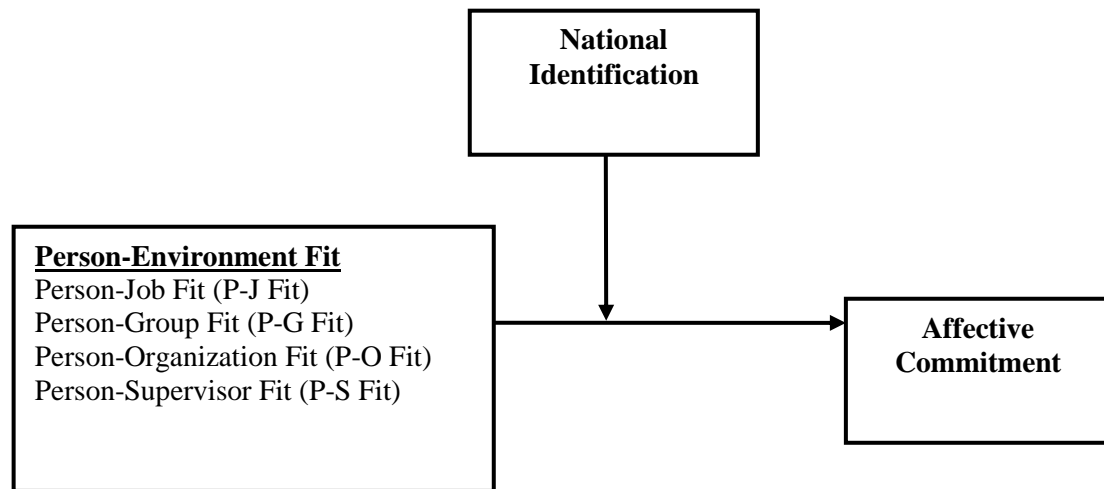 National
Identification
Person-Environment Fit
Person-Job Fit (P-J Fit)
Person-Group Fit (P-G Fit)
Person-Organization Fit (P-O Fit)
Person-Supervisor Fit (P-S Fit)
Affective
Commitment